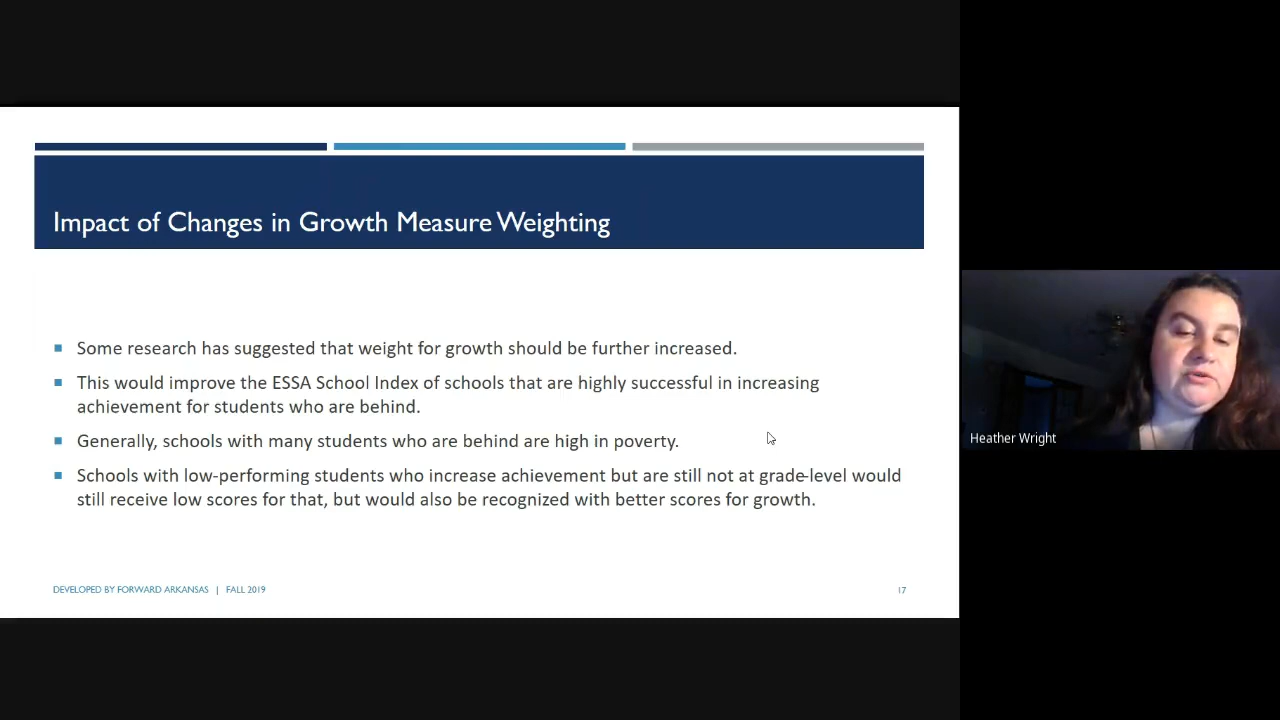 Impact of Changes in Growth Measure Weighting
Some research has suggested that weight for growth should be further increased.
This would improve the ESSA School Index of schools that are highly successful in increasing
achievement for students who are behind.
Generally, schools with many students who are behind are high in poverty.
Schools with low-performing students who increase achievement but are still not at grade-level would
still receive low scores for that, but would also be recognized with better scores for growth.
DEVELOPED BY FORWARD ARKANSAS | FALL 2019
17
Heather Wright